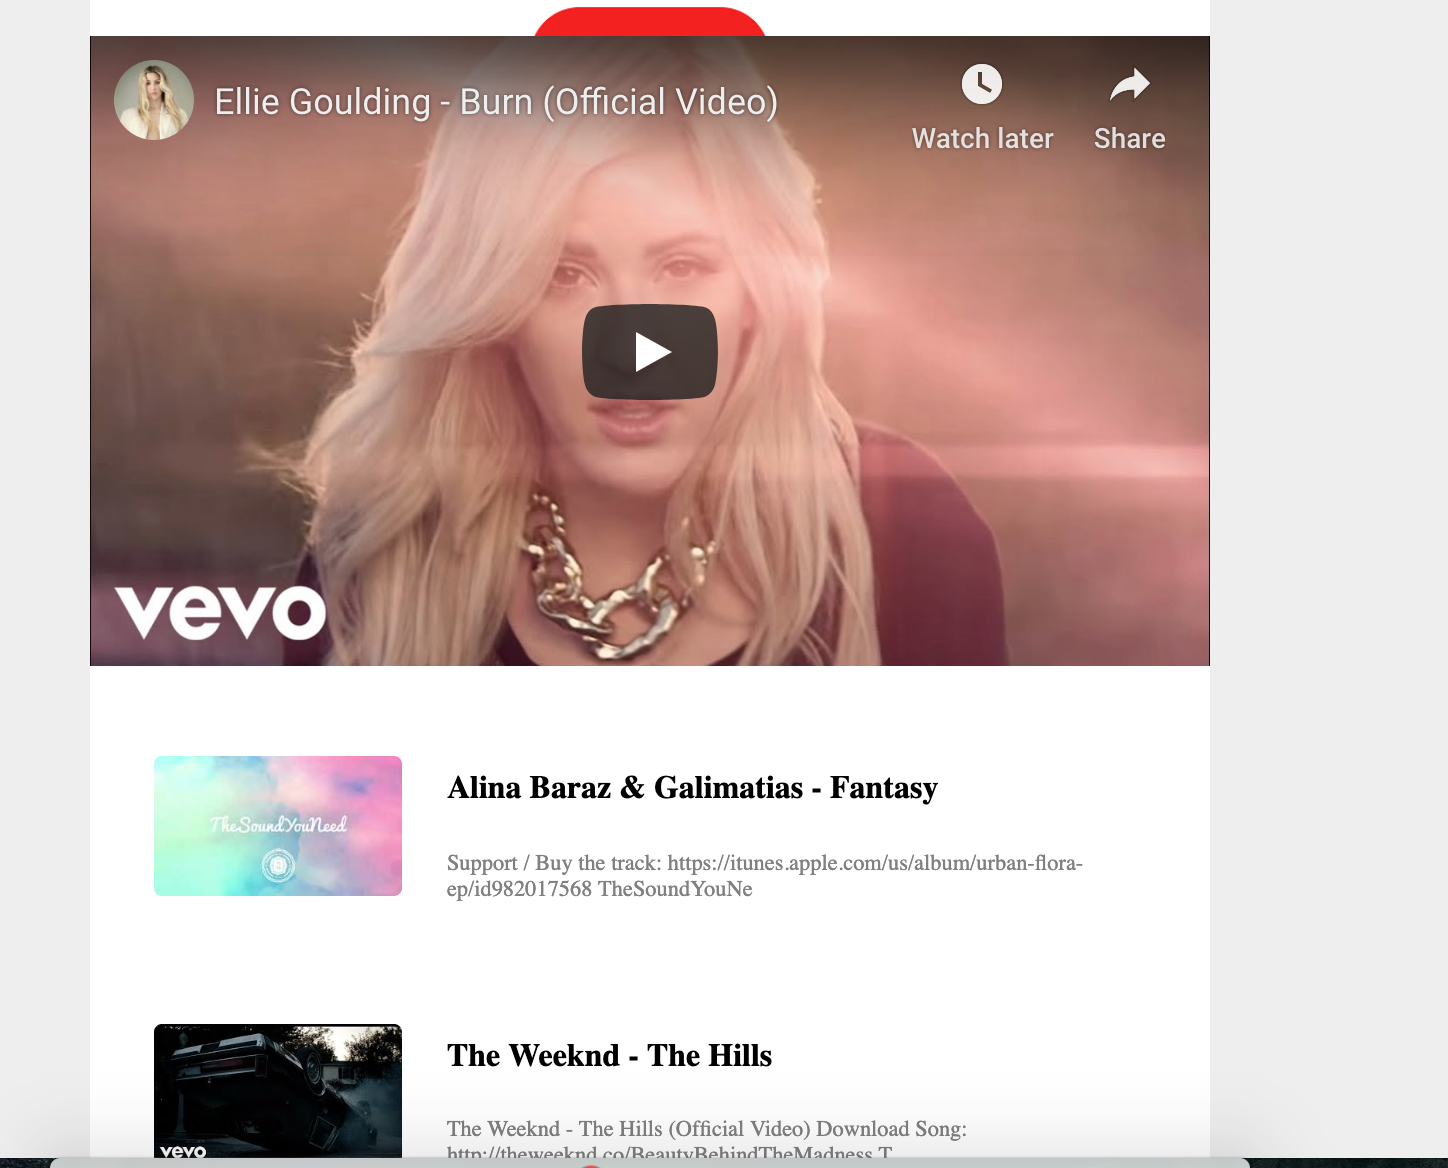 Ellie Goulding - Burn (Official Video)
Watch later
Share
vevo
TheSoundYouNeed
Alina Baraz & Galimatias - Fantasy
Support / Buy the track: https://itunes.apple.com/us/album/urban-flora-
ep/id982017568 TheSoundYouNe
vevo
The Weeknd - The Hills
The Weeknd - The Hills (Official Video) Download Song:
http://theweeknd.co/BeautyBehindTheMadness T